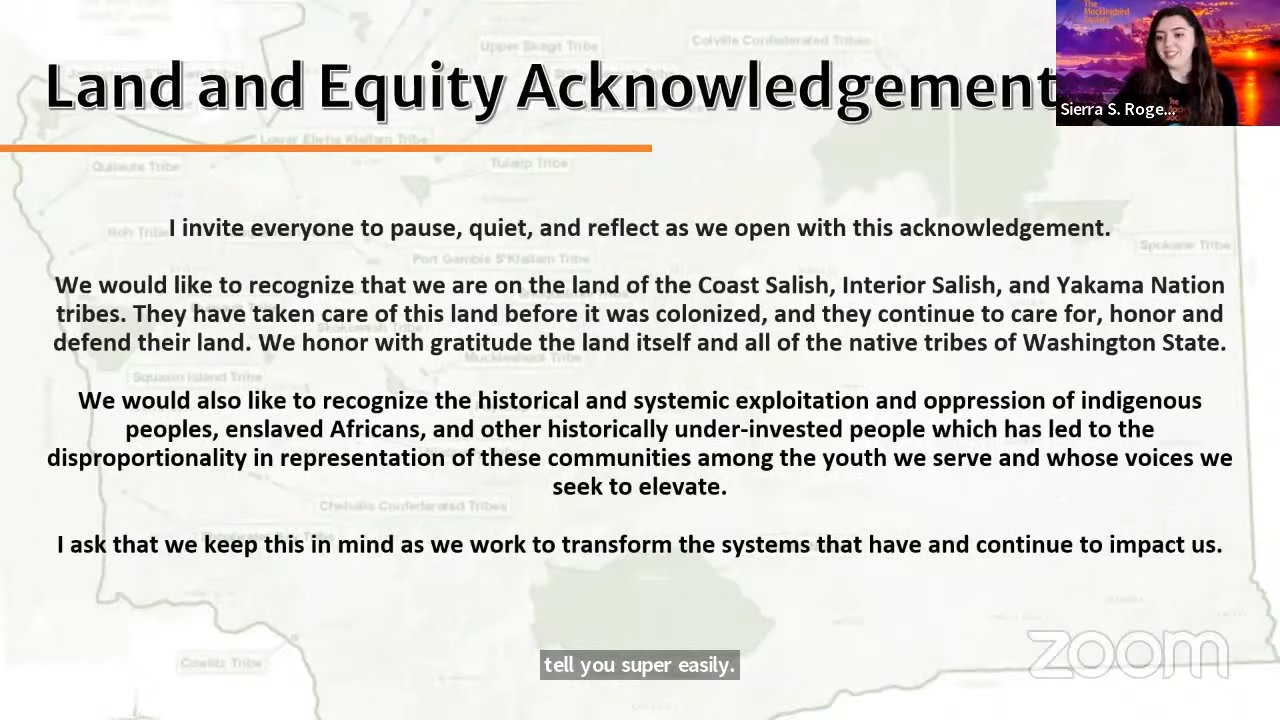 The
Mockingbird
Society
Upper Skagit Tribe
Colville Confederated Tribes
Land and Equity Acknowledgement
Sierra S. Roge...
Lower Elwha Klallam Tribe
Quileute Tribe
Tulalip Tribe
I invite everyone to pause, quiet, and reflect as we open with this acknowledgement.
Hoh Tribe
Spokane Tribe
Port Gamble S'Klallam Tribe
We would like to recognize that we are on the land of the Coast Salish, Interior Salish, and Yakama Nation
tribes. They have taken care of this land before it was colonized, and they continue to care for, honor and
Skokomish Tribe
defend their land. We honor with gratitude the land itself and all of the native tribes of Washington State.
Muckleshoot Tribe
Squaxin Island Tribe
We would also like to recognize the historical and systemic exploitation and oppression of indigenous
peoples, enslaved Africans, and other historically under-invested people which has led to the
disproportionality in representation of these communities among the youth we serve and whose voices we
seek to elevate.
Chehalis Confederated Tribes
I ask that we keep this in mind as we work to transform the systems that have and continue to impact us.
Cowlitz Tribe
tell you super easily.
zoom